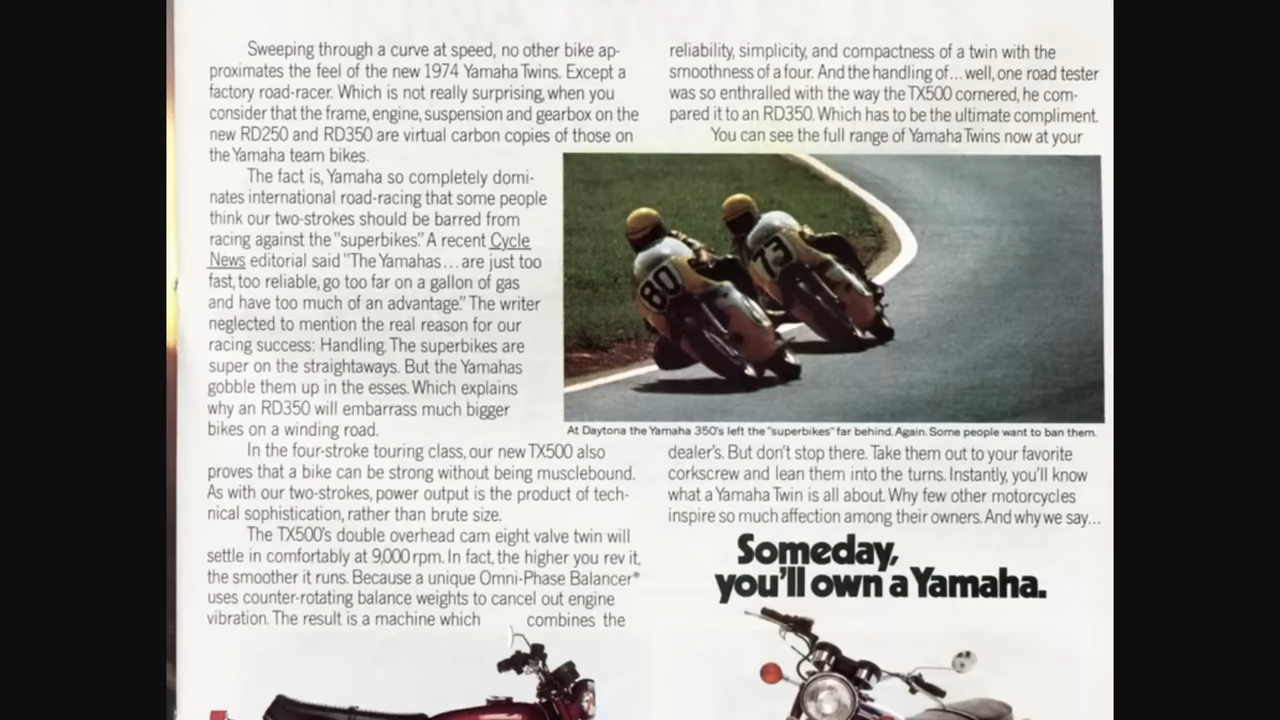 Sweeping through a curve at speed, no other bike ap-
proximates the feel of the new 1974 Yamaha Twins. Except a
factory road-racer. Which is not really surprising, when you
consider that the frame, engine, suspension and gearbox on the
new RD250 and RD350 are virtual carbon copies of those on
the Yamaha team bikes.
The fact is, Yamaha so completely domi-
nates international road-racing that some people
think our two-strokes should be barred from
racing against the "superbikes." A recent Cycle
News editorial said "The Yamahas...are just too
fast, too reliable, go too far on a gallon of gas
and have too much of an advantage." The writer
neglected to mention the real reason for our
racing success: Handling. The superbikes are
super on the straightaways. But the Yamahas
gobble them up in the esses. Which explains
why an RD350 will embarrass much bigger
bikes on a winding road.
In the four-stroke touring class, our new TX500 also
proves that a bike can be strong without being musclebound.
As with our two-strokes, power output is the product of tech-
nical sophistication, rather than brute size.
The TX500's double overhead cam eight valve twin will
settle in comfortably at 9,000 rpm. In fact, the higher you rev it,
the smoother it runs. Because a unique Omni-Phase Balancer®
uses counter-rotating balance weights to cancel out engine
vibration. The result is a machine which combines the
reliability, simplicity, and compactness of a twin with the
smoothness of a four. And the handling of...well, one road tester
was so enthralled with the way the TX500 cornered, he com-
pared it to an RD350. Which has to be the ultimate compliment.
You can see the full range of Yamaha Twins now at your
80
73
At Daytona the Yamaha 350's left the "superbikes" far behind. Again. Some people want to ban them.
dealer's. But don't stop there. Take them out to your favorite
corkscrew and lean them into the turns. Instantly, you'll know
what a Yamaha Twin is all about. Why few other motorcycles
inspire so much affection among their owners. And why we say...
Someday,
you'll own a Yamaha.